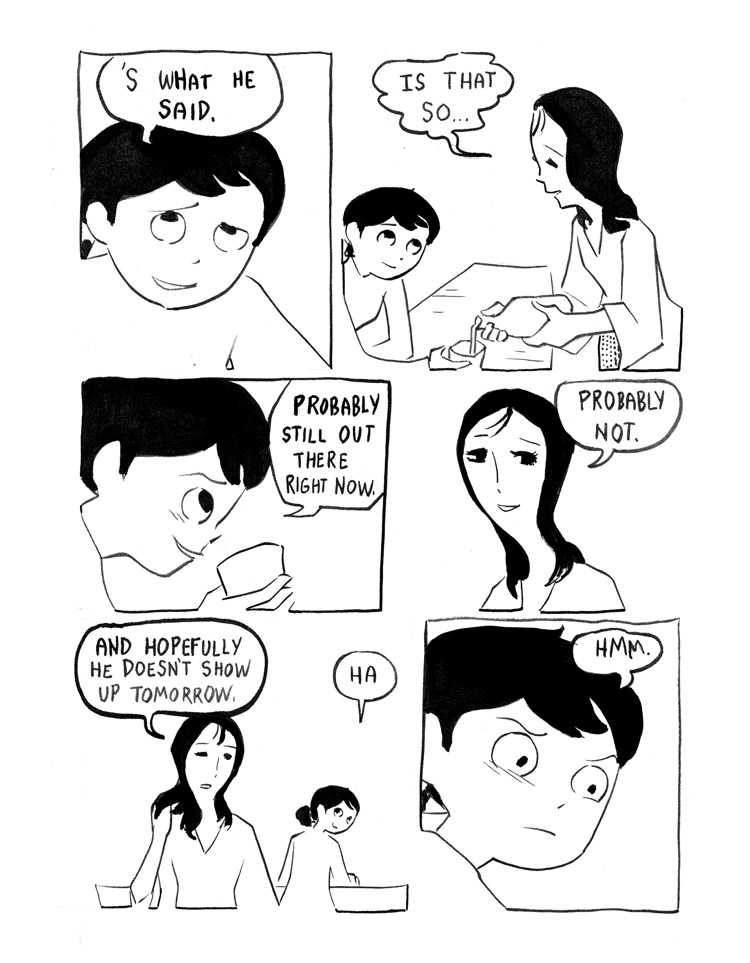 'S WHAT HE
SAID.
IS THAT
SO...
PROBABLY
STILL OUT
THERE
RIGHT NOW.
PROBABLY
NOT.
AND HOPEFULLY
HE DOESN'T SHOW
UP TOMORROW.
HA
HMM.